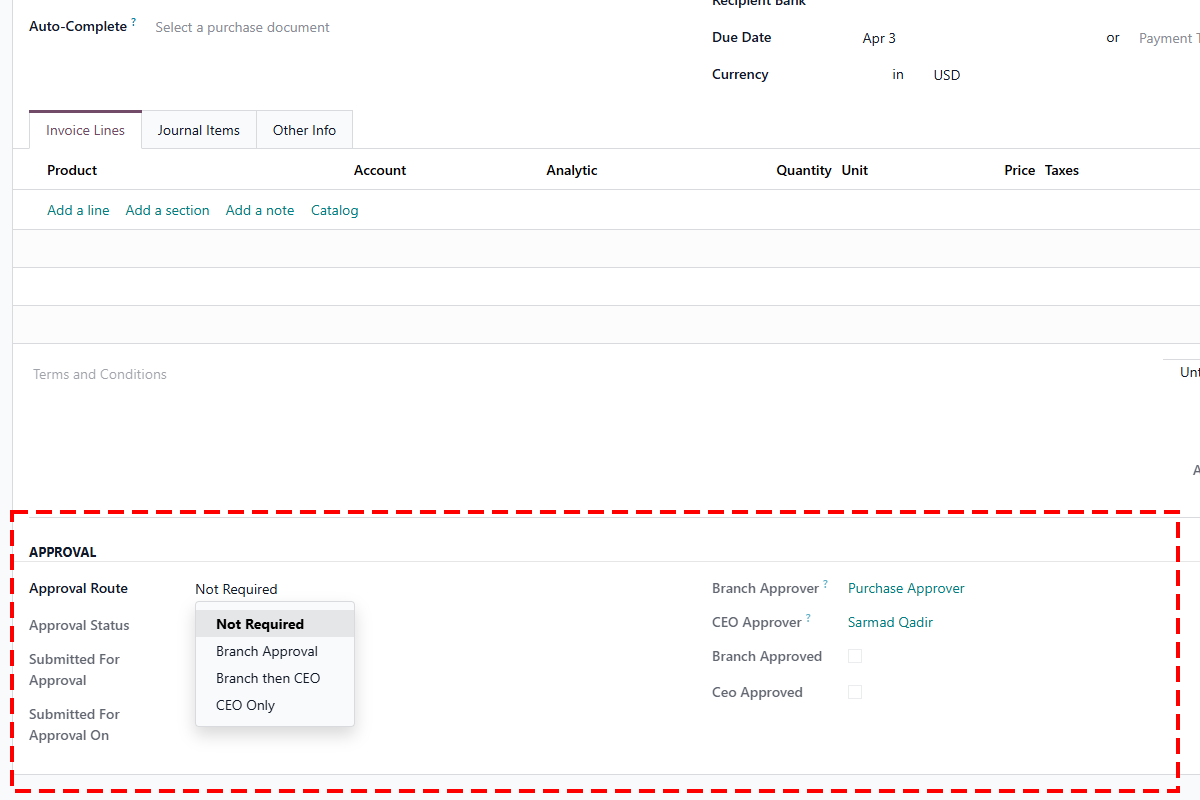 Recipient Bank
Auto-Complete ? Select a purchase document
Due Date Apr 3 or Payment T
Currency in USD
Invoice Lines Journal Items Other Info
Product Account Analytic Quantity Unit Price Taxes
Add a line Add a section Add a note Catalog
Terms and Conditions
Unt
A
APPROVAL
Approval Route Not Required
Not Required
Branch Approval
Branch then CEO
CEO Only
Approval Status
Submitted For
Approval
Submitted For
Approval On
Branch Approver ? Purchase Approver
CEO Approver ? Sarmad Qadir
Branch Approved
Ceo Approved